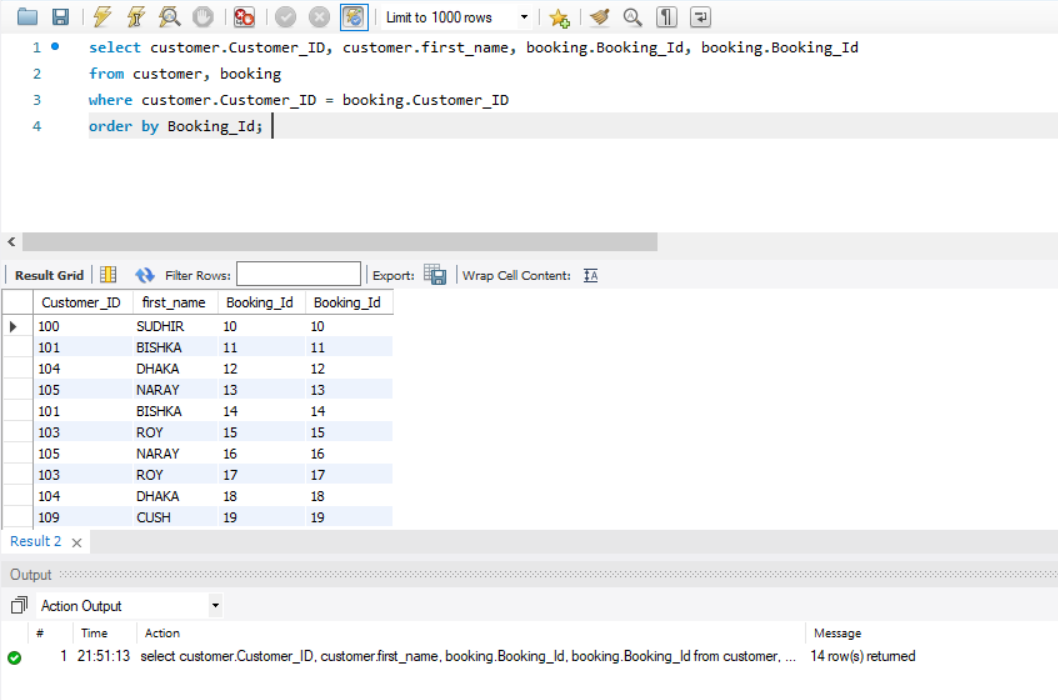 Limit to 1000 rows
1 select customer.Customer_ID, customer.first_name, booking.Booking_Id, booking.Booking_Id
2 from customer, booking
3 where customer.Customer_ID = booking.Customer_ID
4 order by Booking_Id;
Result Grid Filter Rows: Export: Wrap Cell Content: IA
Customer_ID first_name Booking_Id Booking_Id
100 SUDHIR 10 10
101 BISHKA 11 11
104 DHAKA 12 12
105 NARAY 13 13
101 BISHKA 14 14
103 ROY 15 15
105 NARAY 16 16
103 ROY 17 17
104 DHAKA 18 18
109 CUSH 19 19
Result 2
Output
Action Output
# Time Action Message
1 21:51:13 select customer.Customer_ID, customer.first_name, booking.Booking_Id, booking.Booking_Id from customer, ... 14 row(s) returned